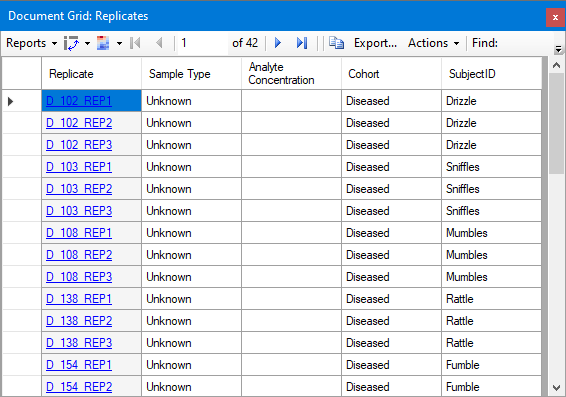 Document Grid: Replicates
Reports 1 of 42 Export... Actions Find:
Replicate Sample Type Analyte Concentration Cohort SubjectID
D_102_REP1 Unknown Diseased Drizzle
D_102_REP2 Unknown Diseased Drizzle
D_102_REP3 Unknown Diseased Drizzle
D_103_REP1 Unknown Diseased Sniffles
D_103_REP2 Unknown Diseased Sniffles
D_103_REP3 Unknown Diseased Sniffles
D_108_REP1 Unknown Diseased Mumbles
D_108_REP2 Unknown Diseased Mumbles
D_108_REP3 Unknown Diseased Mumbles
D_138_REP1 Unknown Diseased Rattle
D_138_REP2 Unknown Diseased Rattle
D_138_REP3 Unknown Diseased Rattle
D_154_REP1 Unknown Diseased Fumble
D_154_REP2 Unknown Diseased Fumble